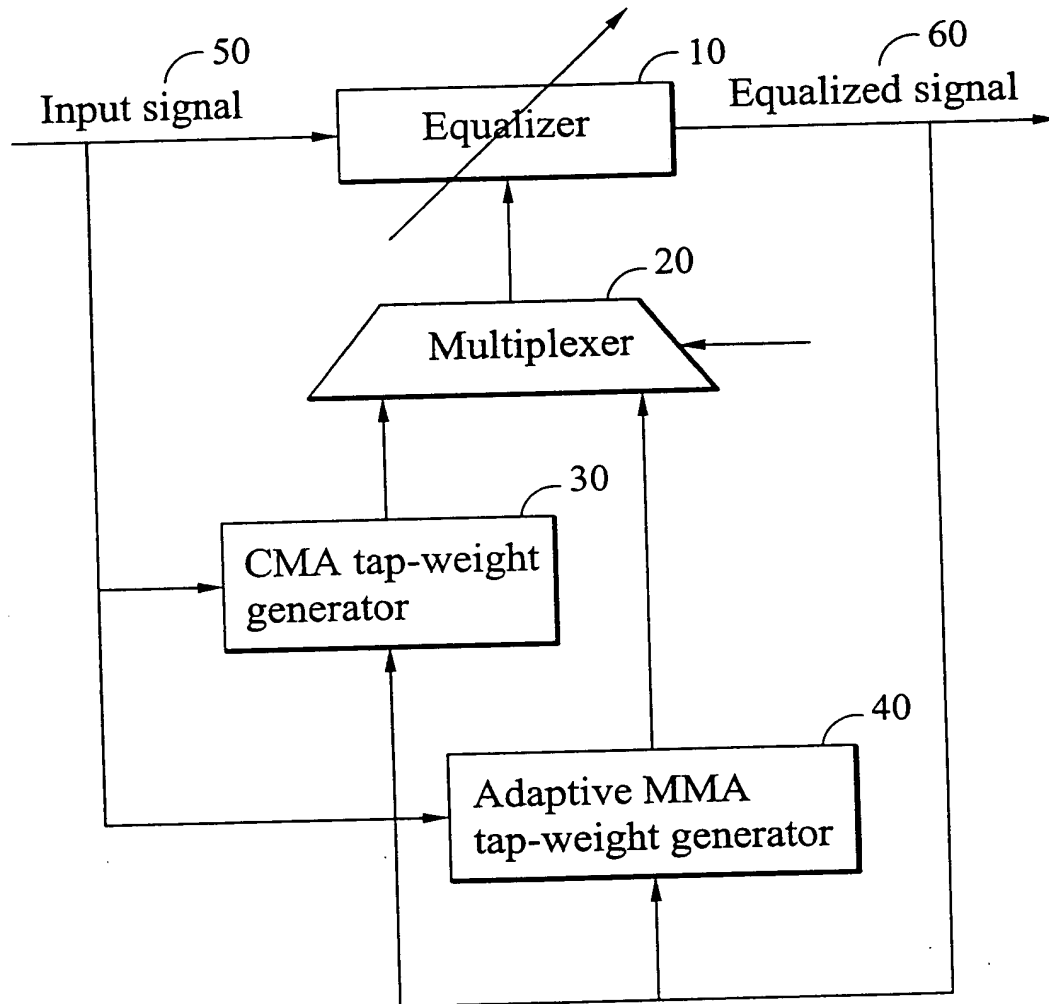 50
10
60
Input signal
Equalizer
Equalized signal
20
Multiplexer
30
CMA tap-weight
generator
40
Adaptive MMA
tap-weight generator